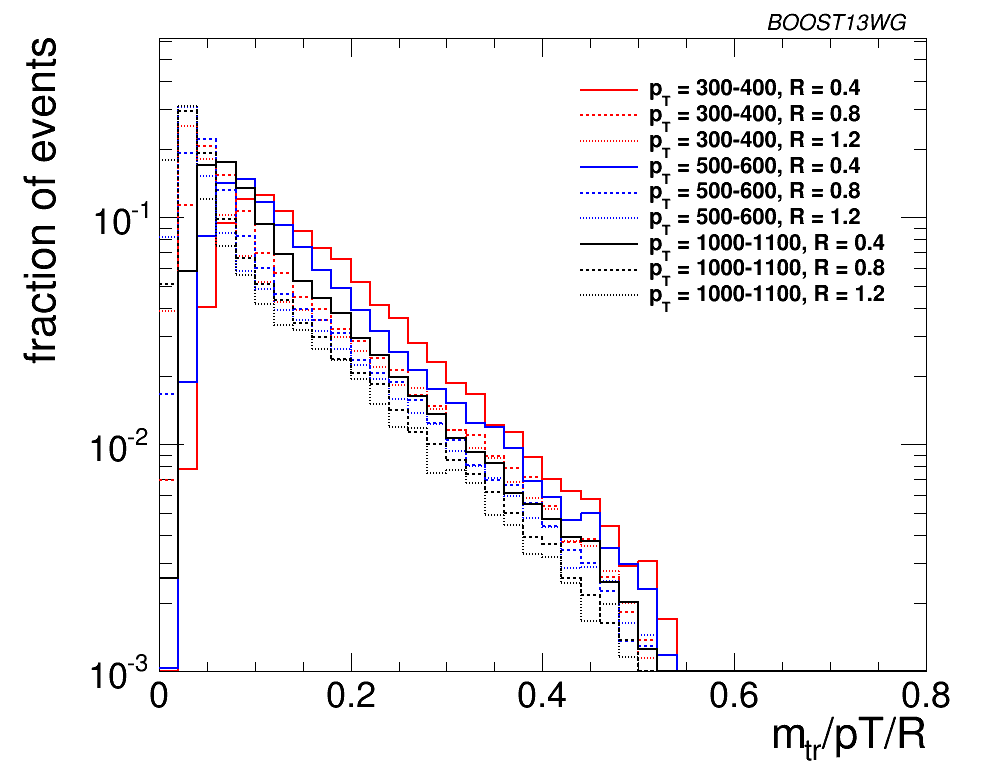 BOOST13WG
fraction of events
p_T = 300-400, R = 0.4
p_T = 300-400, R = 0.8
p_T = 300-400, R = 1.2
p_T = 500-600, R = 0.4
p_T = 500-600, R = 0.8
p_T = 500-600, R = 1.2
p_T = 1000-1100, R = 0.4
p_T = 1000-1100, R = 0.8
p_T = 1000-1100, R = 1.2
10^-1
10^-2
10^-3
0 0.2 0.4 0.6 0.8
m_tr/pT/R